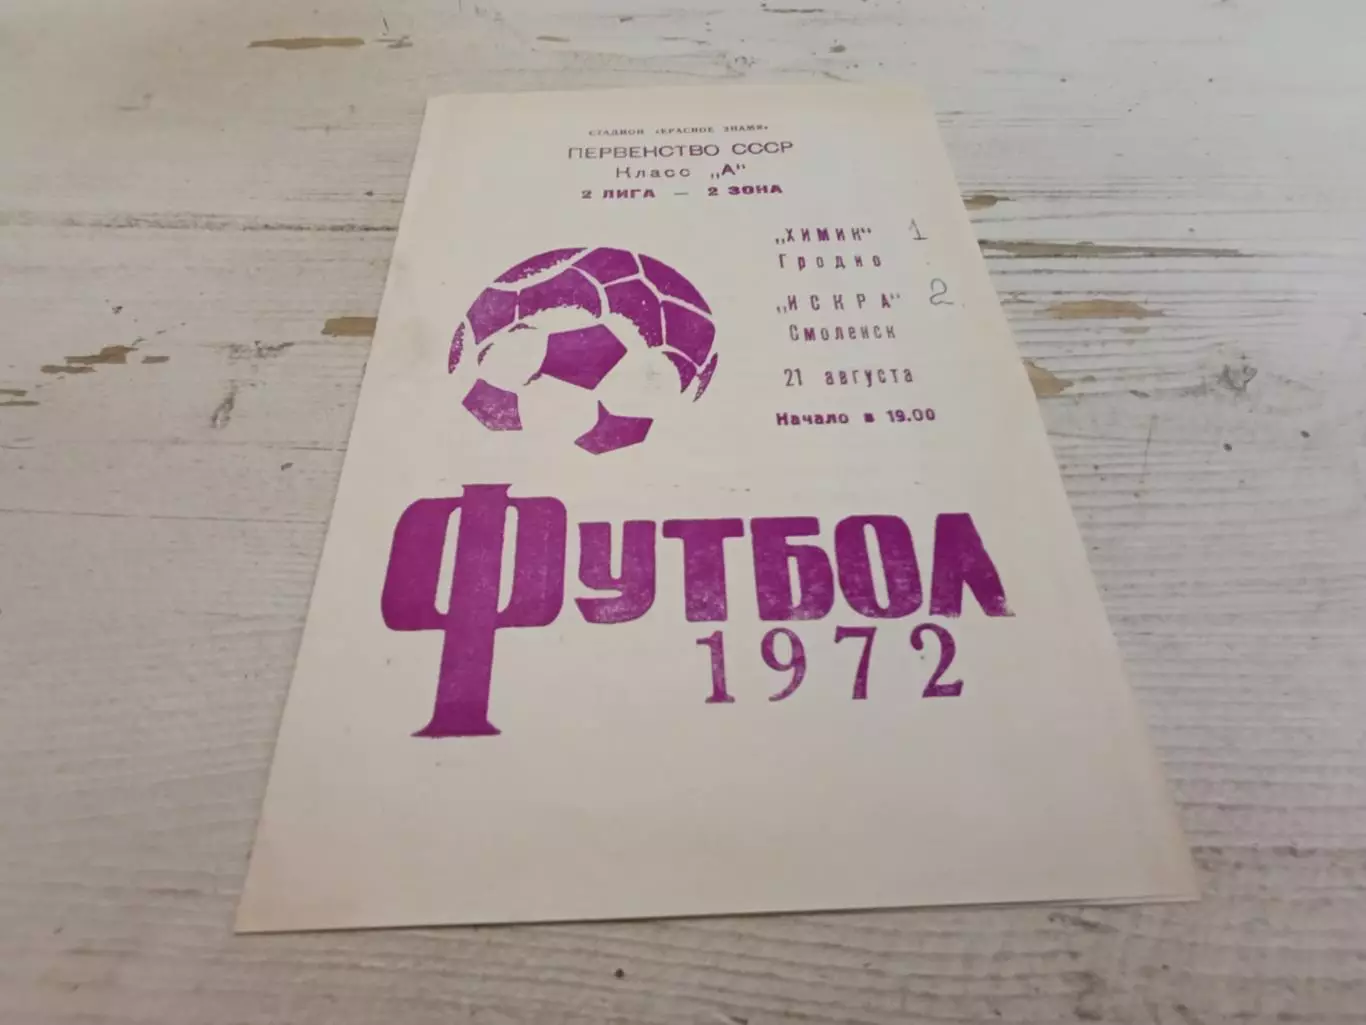 СТАДИОН «КРАСНОЕ ЗНАМЯ»
ПЕРВЕНСТВО СССР
Класс „А"
2 ЛИГА — 2 ЗОНА
„ХИМИК" 1
Гродно
„ИСКРА" 2
Смоленск
21 августа
Начало в 19.00
ФУТБОЛ
1972